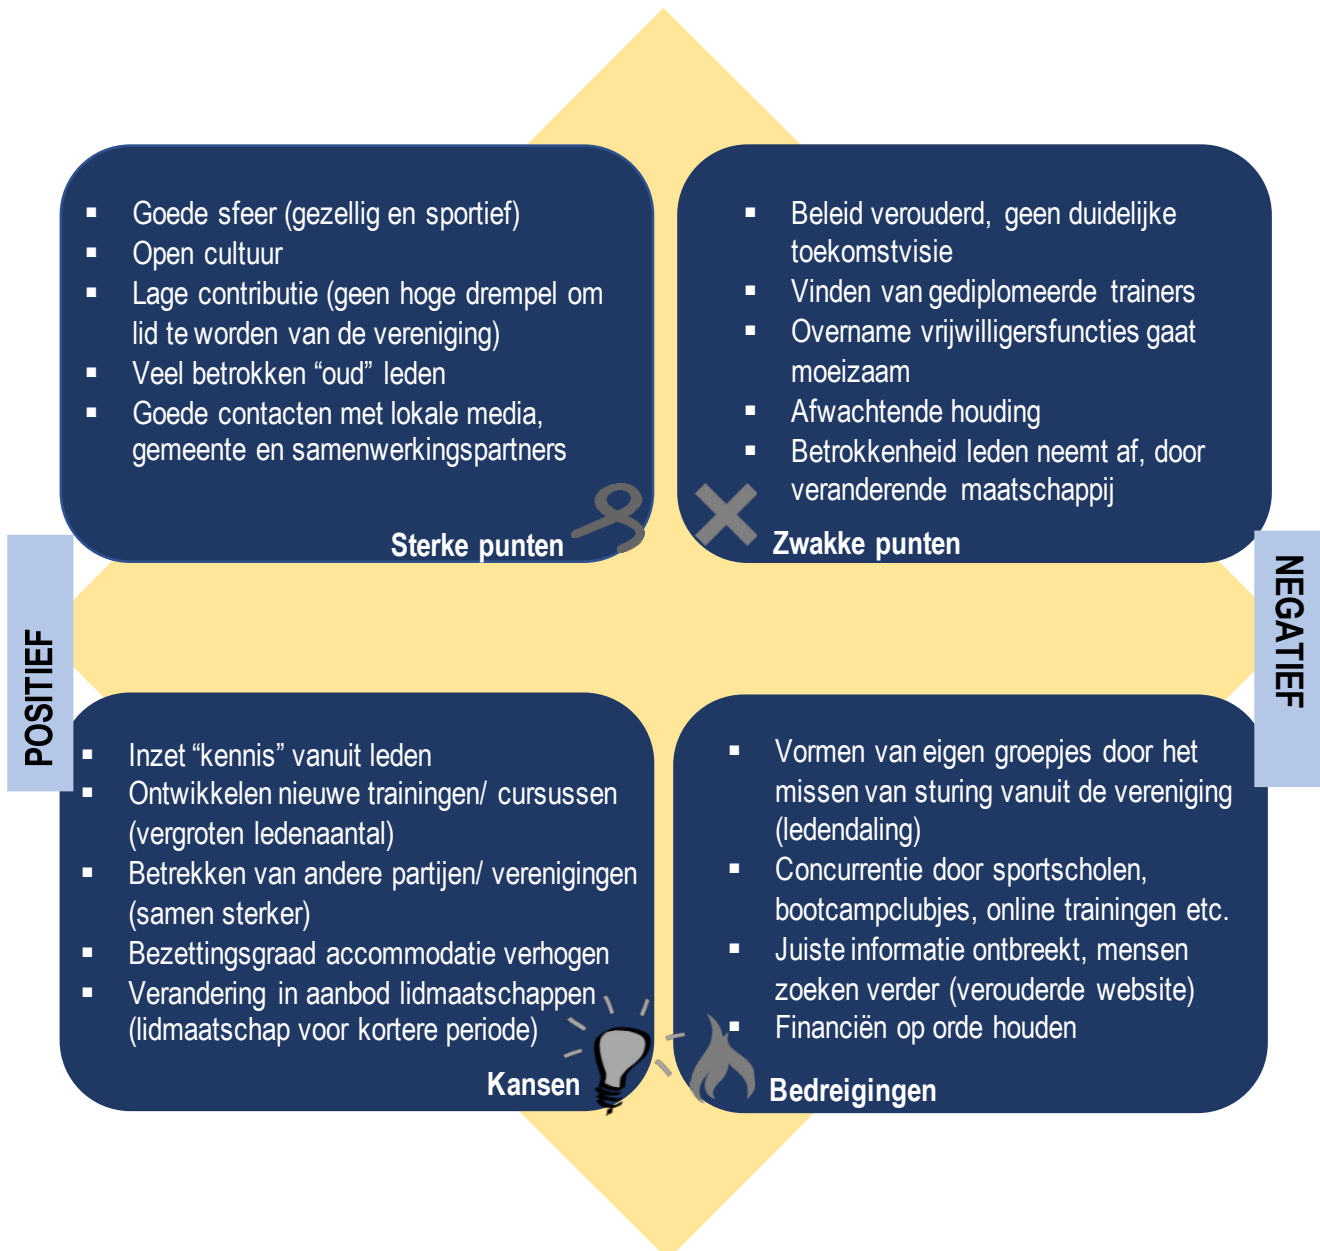 ▪ Goede sfeer (gezellig en sportief)
▪ Open cultuur
▪ Lage contributie (geen hoge drempel om
lid te worden van de vereniging)
▪ Veel betrokken “oud” leden
▪ Goede contacten met lokale media,
gemeente en samenwerkingspartners
Sterke punten
▪ Beleid verouderd, geen duidelijke
toekomstvisie
▪ Vinden van gediplomeerde trainers
▪ Overname vrijwilligersfuncties gaat
moeizaam
▪ Afwachtende houding
▪ Betrokkenheid leden neemt af, door
veranderende maatschappij
Zwakke punten
POSITIEF
NEGATIEF
▪ Inzet “kennis” vanuit leden
▪ Ontwikkelen nieuwe trainingen/ cursussen
(vergroten ledenaantal)
▪ Betrekken van andere partijen/ verenigingen
(samen sterker)
▪ Bezettingsgraad accommodatie verhogen
▪ Verandering in aanbod lidmaatschappen
(lidmaatschap voor kortere periode)
Kansen
▪ Vormen van eigen groepjes door het
missen van sturing vanuit de vereniging
(ledendaling)
▪ Concurrentie door sportscholen,
bootcampclubjes, online trainingen etc.
▪ Juiste informatie ontbreekt, mensen
zoeken verder (verouderde website)
▪ Financiën op orde houden
Bedreigingen